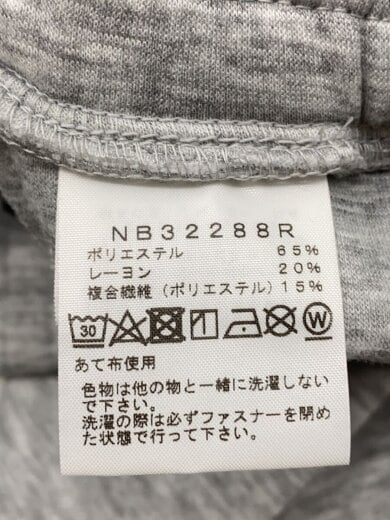 NB32288R
ポリエステル 65%
レーヨン 20%
複合繊維(ポリエステル)15%
30 W
あて布使用
色物は他の物と一緒に洗濯しない
で下さい。
洗濯の際は必ずファスナーを閉め
た状態で行って下さい。